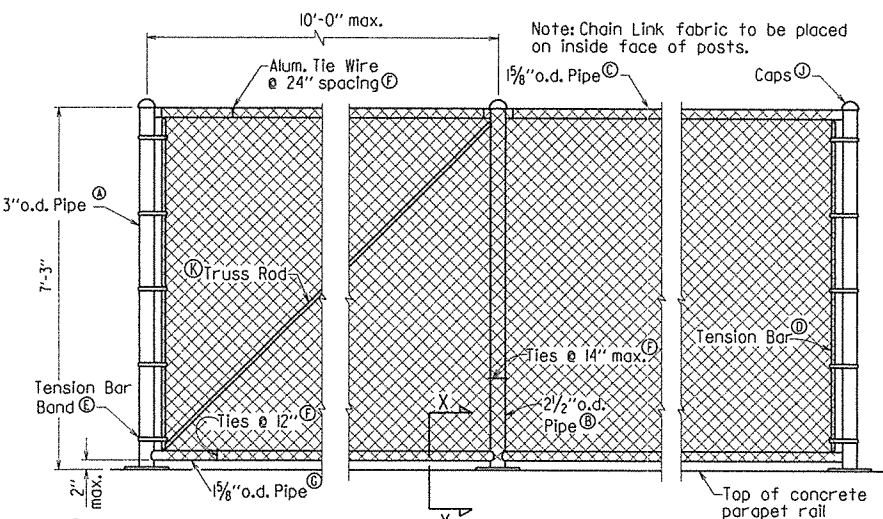 10'-0" max.
Note: Chain Link fabric to be placed
on inside face of posts.
Alum. Tie Wire
@ 24" spacing Ⓕ
1⅝"o.d. Pipe Ⓒ
Caps Ⓙ
3"o.d. Pipe Ⓐ
7'-3"
Ⓚ Truss Rod
Tension Bar Ⓓ
Ties @ 14" max. Ⓕ
Tension Bar
Band Ⓔ
Ties @ 12" Ⓕ
X
2½"o.d.
Pipe Ⓑ
2"
max.
1⅝"o.d. Pipe Ⓖ
Top of concrete
parapet rail